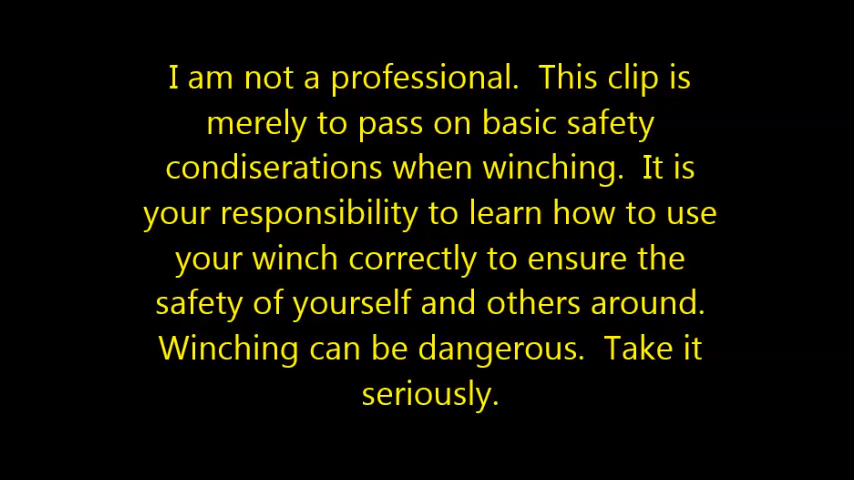 I am not a professional.  This clip is
merely to pass on basic safety
condiserations when winching.  It is
your responsibility to learn how to use
your winch correctly to ensure the
safety of yourself and others around.
Winching can be dangerous.  Take it
seriously.